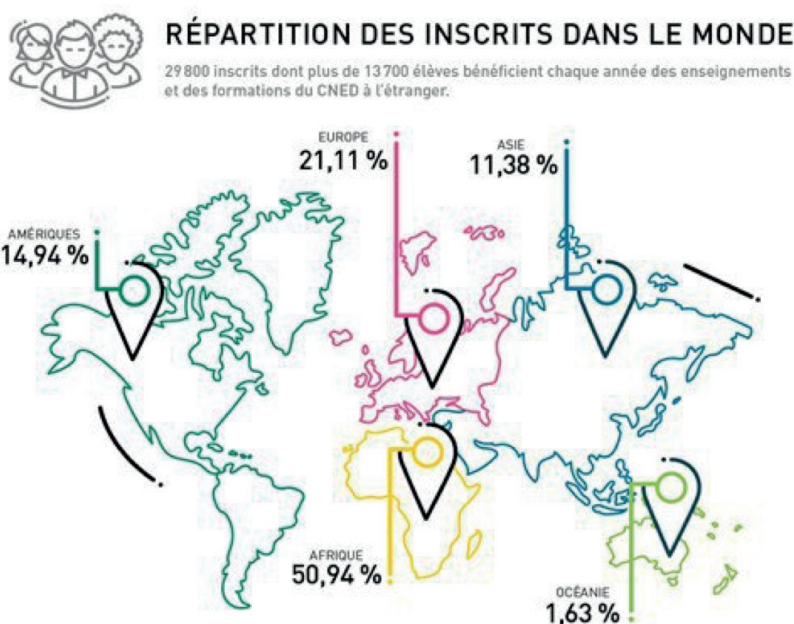 RÉPARTITION DES INSCRITS DANS LE MONDE
29 800 inscrits dont plus de 13 700 élèves bénéficient chaque année des enseignements
et des formations du CNED à l'étranger.
EUROPE
21,11 %
ASIE
11,38 %
AMÉRIQUES
14,94 %
AFRIQUE
50,94 %
OCÉANIE
1,63 %